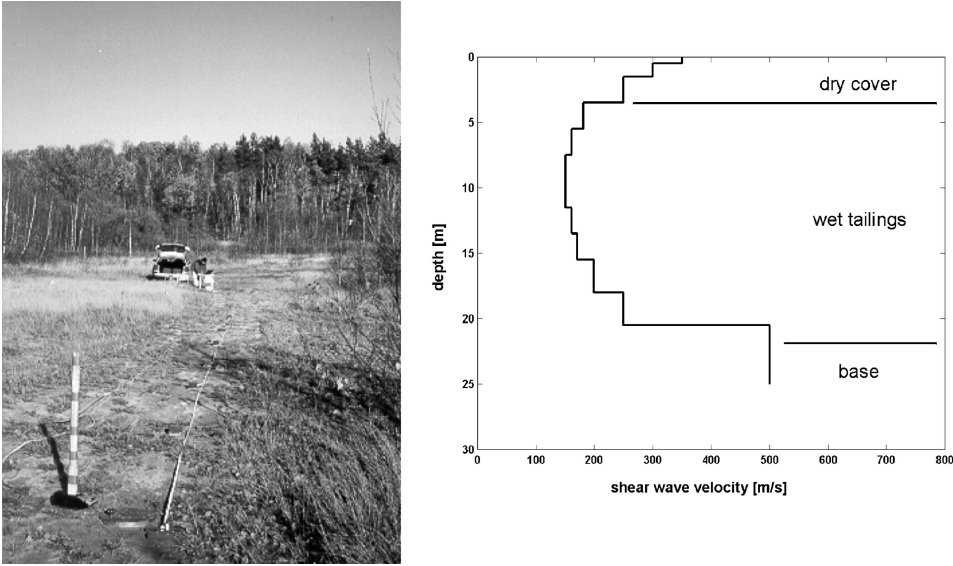 0
5
10
15
20
25
30
depth [m]
dry cover
wet tailings
base
0 100 200 300 400 500 600 700 800
shear wave velocity [m/s]